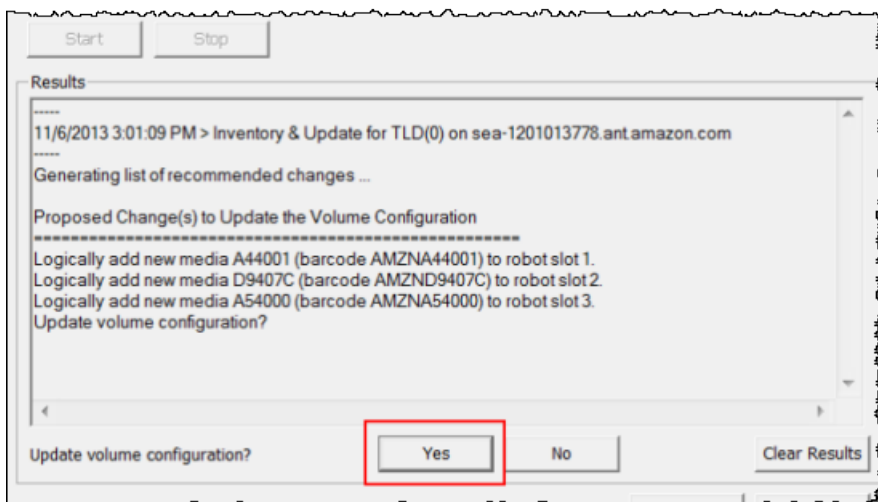 Start Stop
Results
-----
11/6/2013 3:01:09 PM > Inventory & Update for TLD(0) on sea-1201013778.ant.amazon.com
-----
Generating list of recommended changes ...
Proposed Change(s) to Update the Volume Configuration
====================================================
Logically add new media A44001 (barcode AMZNA44001) to robot slot 1.
Logically add new media D9407C (barcode AMZND9407C) to robot slot 2.
Logically add new media A54000 (barcode AMZNA54000) to robot slot 3.
Update volume configuration?
Update volume configuration? Yes No Clear Results